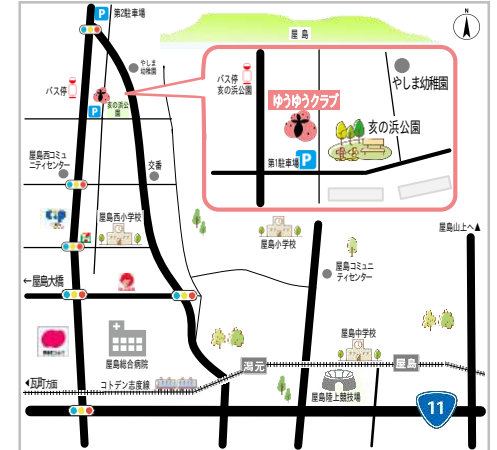 P 第2駐車場
屋島
N
やしま
幼稚園
バス停
亥の浜公
園
P
バス停
亥の浜公園
ゆうゆうクラブ
やしま幼稚園
亥の浜公園
第1駐車場 P
屋島西コミュ
ニティセンター
交番
屋島西小学校
屋島小学校
屋島山上へ▲
屋島コミュニ
ティセンター
←屋島大橋
屋島総合病院
屋島中学校
潟元
屋島
◀瓦町方面
コトデン志度線
屋島陸上競技場
11